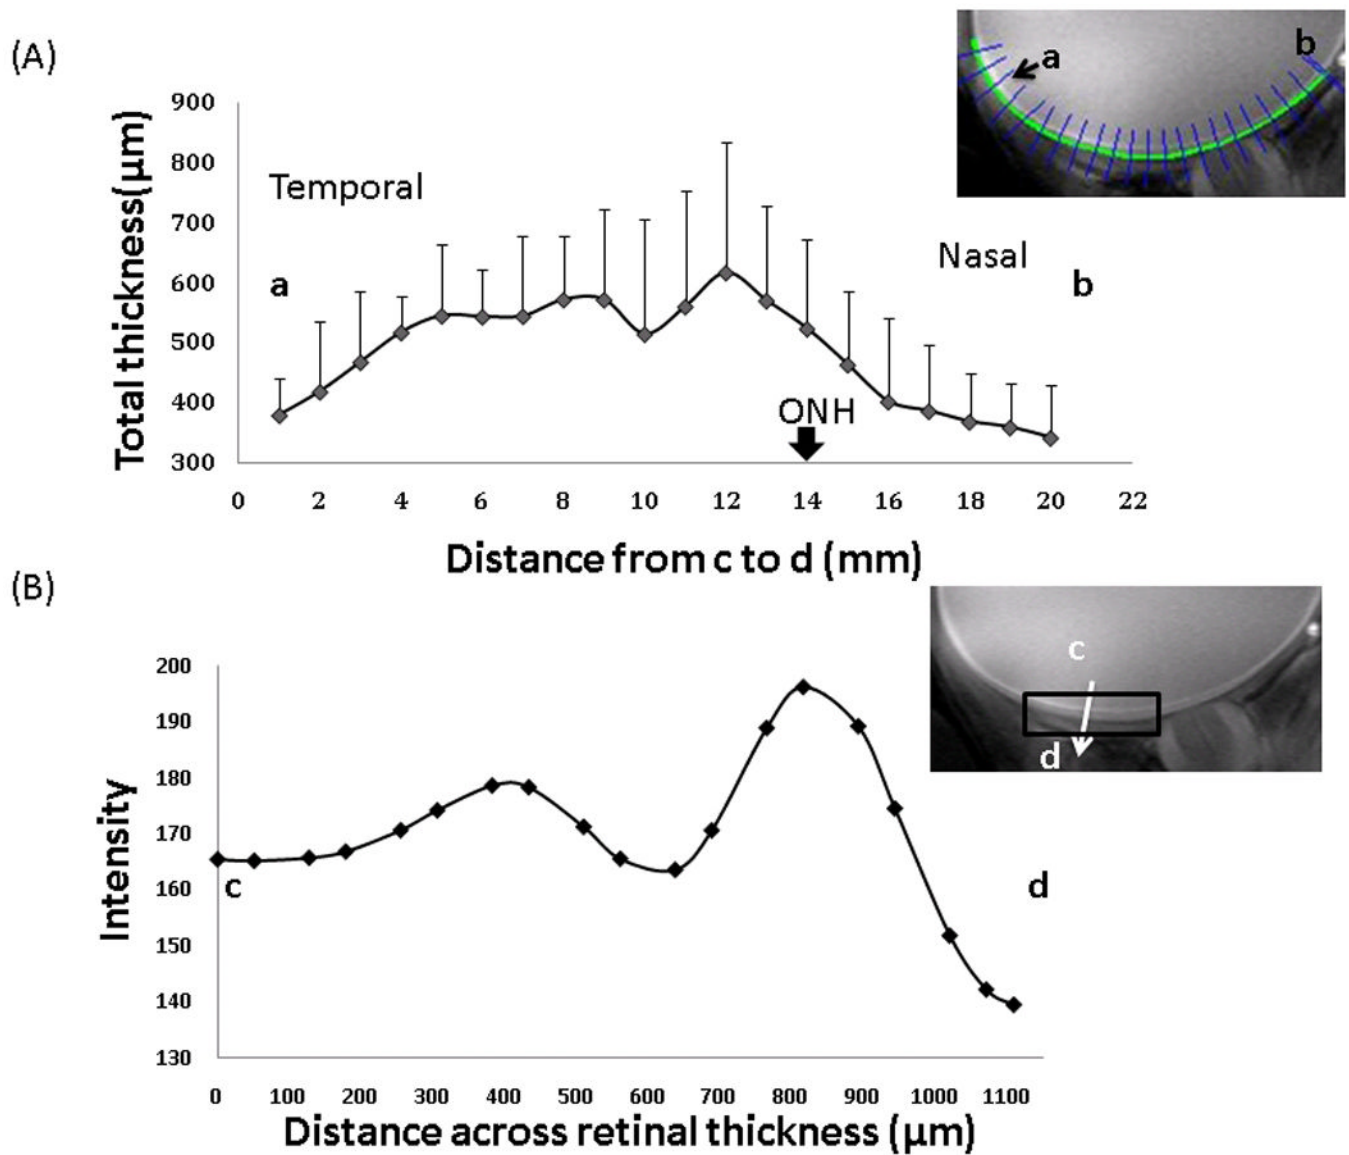 (A)
a
b
900
800
700
600
500
400
300
Total thickness(µm)
Temporal
Nasal
a
b
ONH
0 2 4 6 8 10 12 14 16 18 20 22
Distance from c to d (mm)
(B)
c
d
200
190
180
170
160
150
140
130
Intensity
c
d
0 100 200 300 400 500 600 700 800 900 1000 1100
Distance across retinal thickness (µm)